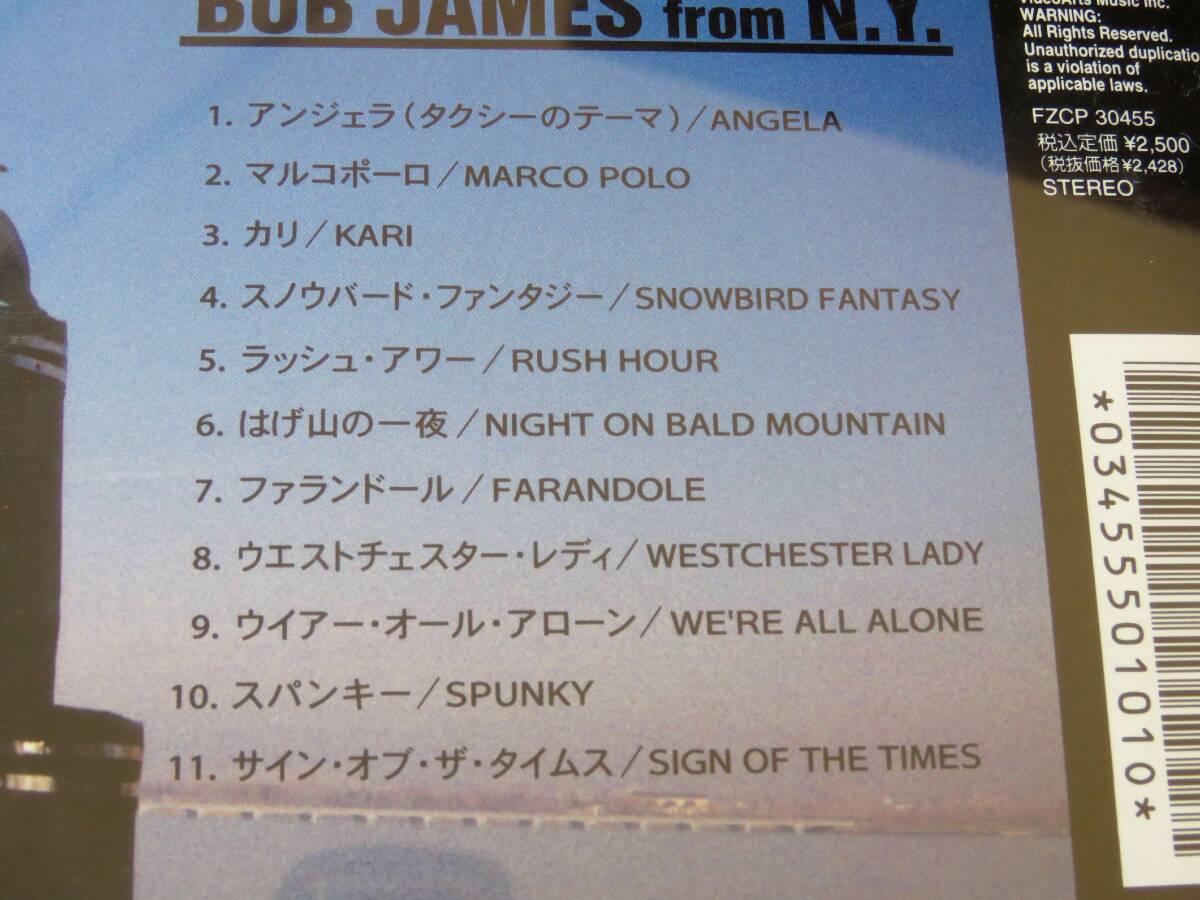 BOB JAMES from N.Y.
1. アンジェラ（タクシーのテーマ）/ANGELA
2. マルコポーロ/MARCO POLO
3. カリ/KARI
4. スノウバード・ファンタジー/SNOWBIRD FANTASY
5. ラッシュ・アワー/RUSH HOUR
6. はげ山の一夜/NIGHT ON BALD MOUNTAIN
7. ファランドール/FARANDOLE
8. ウエストチェスター・レディ/WESTCHESTER LADY
9. ウイアー・オール・アローン/WE'RE ALL ALONE
10. スパンキー/SPUNKY
11. サイン・オブ・ザ・タイムス/SIGN OF THE TIMES
VideoArts Music Inc.
WARNING:
All Rights Reserved.
Unauthorized duplicatio
is a violation of
applicable laws.
FZCP 30455
税込定価 ¥2,500
(税抜価格¥2,428)
STEREO
*03455501010*